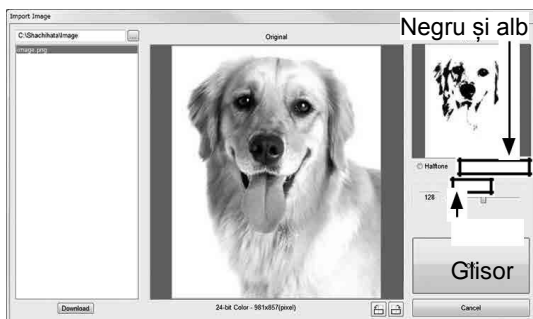 Import Image
C:\Shachihata\Image
...
Original
Negru și alb
image.png
Halftone
128
Glisor
Download
24-bit Color - 981x857(pixel)
Cancel